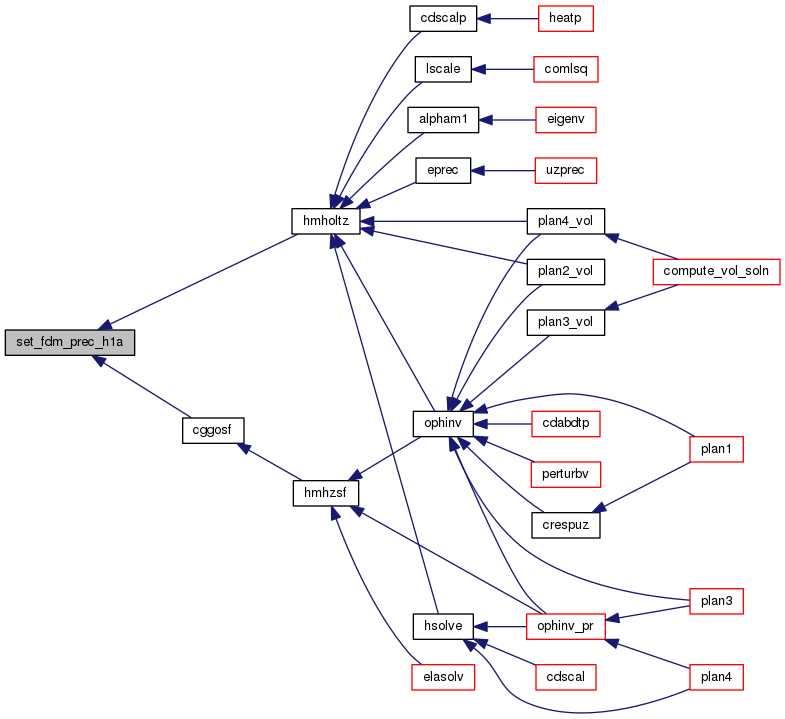 cdscalp
heatp
lscale
comlsq
alpham1
eigenv
eprec
uzprec
hmholtz
plan4_vol
plan2_vol
compute_vol_soln
plan3_vol
set_fdm_prec_h1a
ophinv
cdabdtp
cggosf
plan1
perturbv
hmhzsf
crespuz
plan3
hsolve
ophinv_pr
elasolv
cdscal
plan4